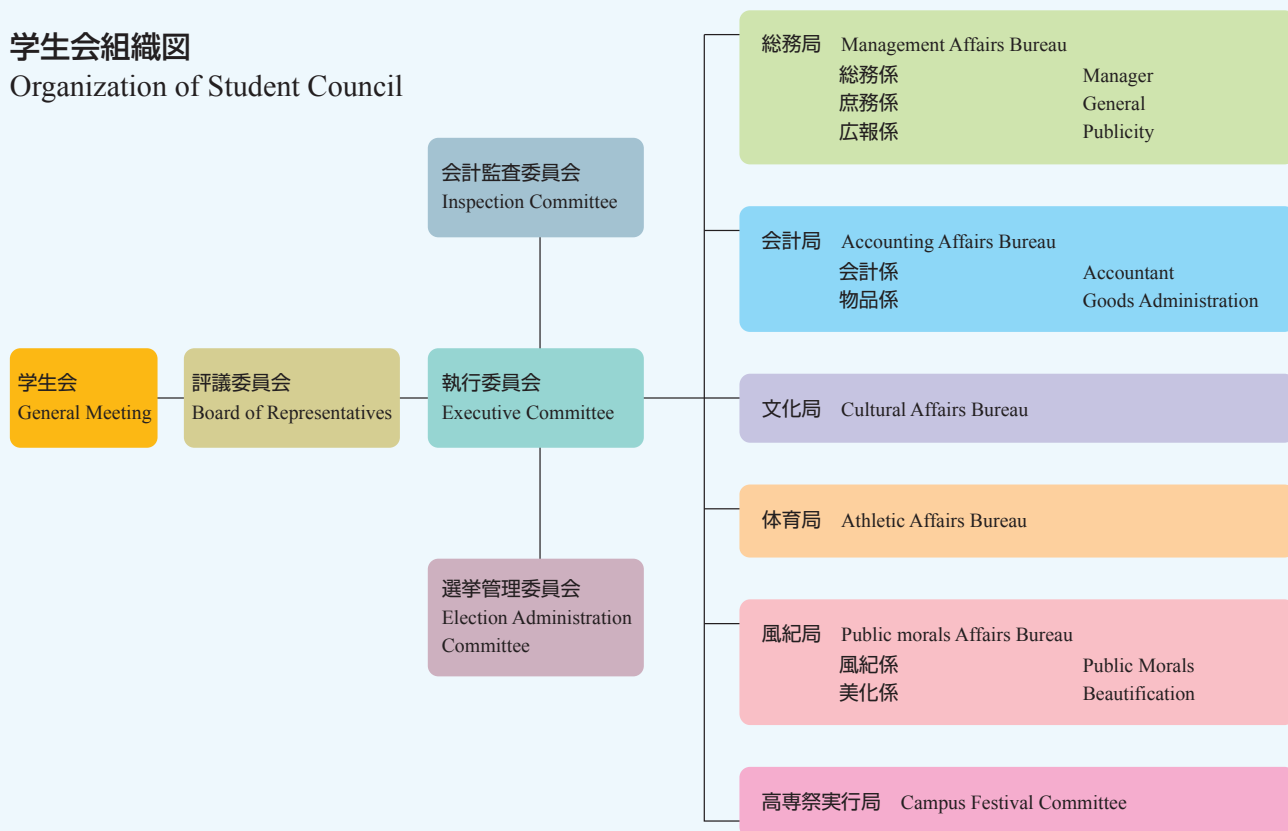 学生会組織図
Organization of Student Council
学生会
General Meeting
評議委員会
Board of Representatives
会計監査委員会
Inspection Committee
執行委員会
Executive Committee
選挙管理委員会
Election Administration
Committee
総務局 Management Affairs Bureau
総務係 Manager
庶務係 General
広報係 Publicity
会計局 Accounting Affairs Bureau
会計係 Accountant
物品係 Goods Administration
文化局 Cultural Affairs Bureau
体育局 Athletic Affairs Bureau
風紀局 Public morals Affairs Bureau
風紀係 Public Morals
美化係 Beautification
高専祭実行局 Campus Festival Committee